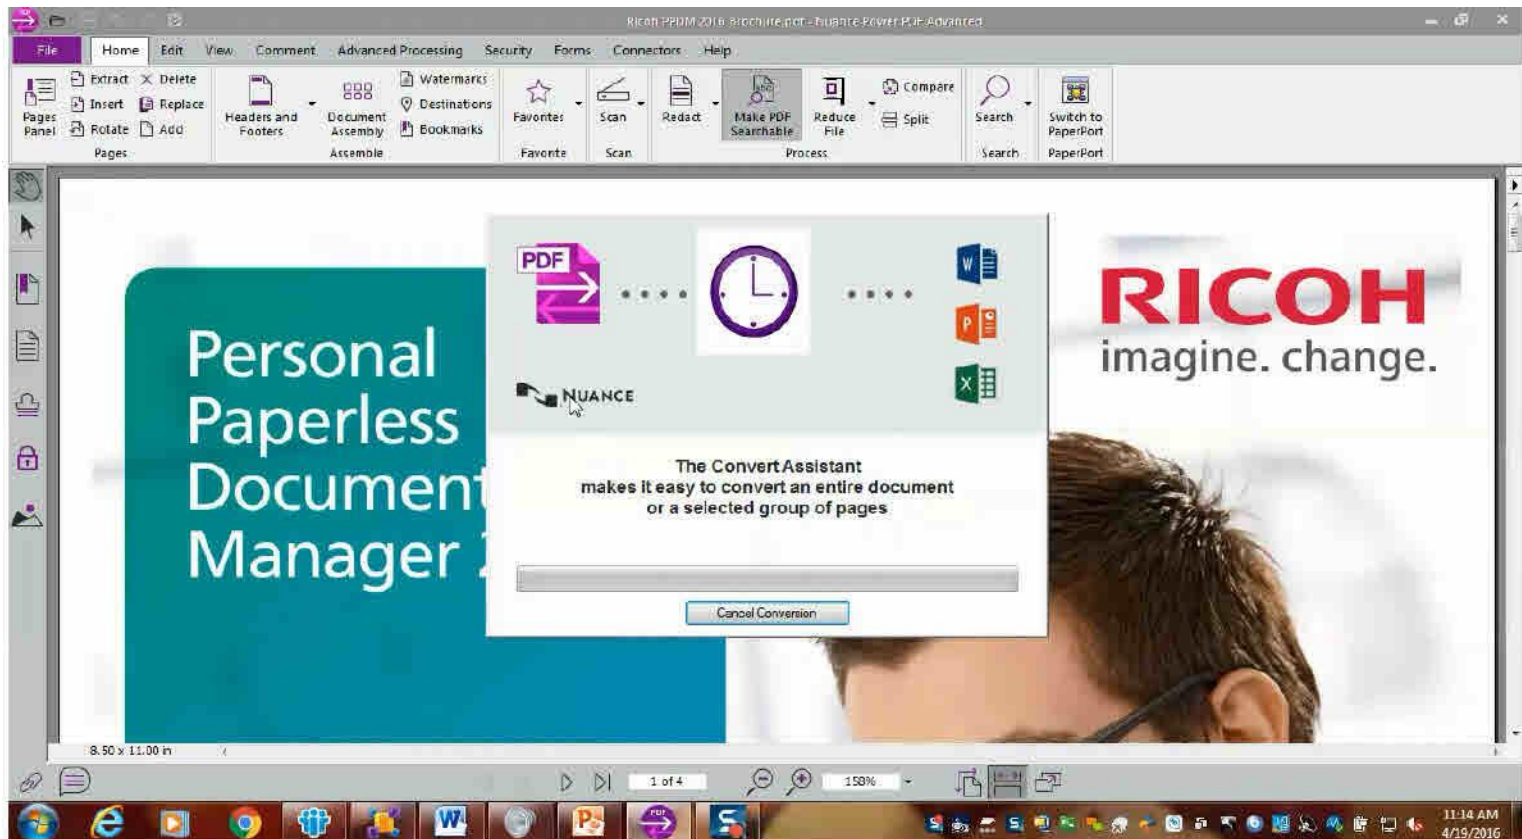 Ricoh PPDM 2016 Brochure.pdf - Nuance Power PDF Advanced
File Home Edit View Comment Advanced Processing Security Forms Connectors Help
Extract Delete
Insert Replace
Rotate Add
Pages Panel
Pages
Headers and Footers
Document Assembly
Watermarks
Destinations
Bookmarks
Assemble
Favorites
Favorite
Scan
Scan
Redact
Make PDF Searchable
Reduce File
Compare
Split
Process
Search
Search
Switch to PaperPort
PaperPort
PDF
NUANCE
The Convert Assistant
makes it easy to convert an entire document
or a selected group of pages
Cancel Conversion
Personal
Paperless
Document
Manager
RICOH
imagine. change.
8.50 x 11.00 in
1 of 4
158%
11:14 AM
4/19/2016